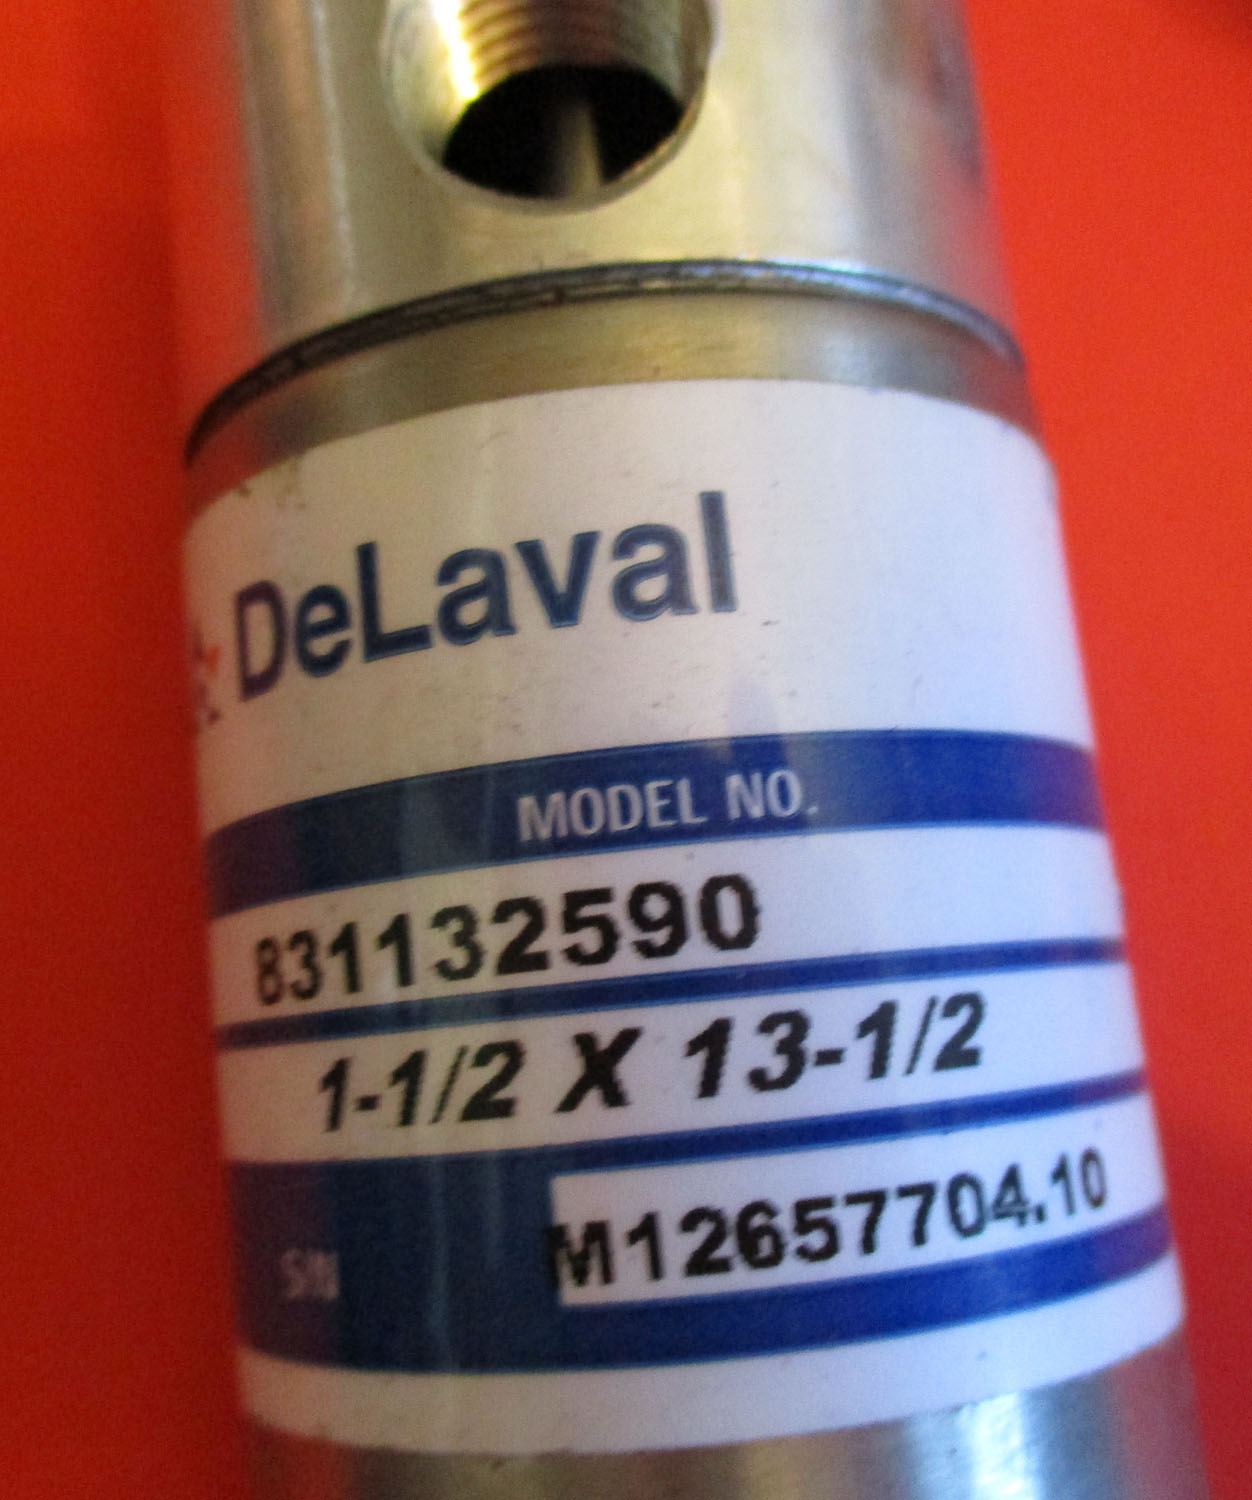 DeLaval
MODEL NO.
831132590
1-1/2 X 13-1/2
S/N
M12657704.10